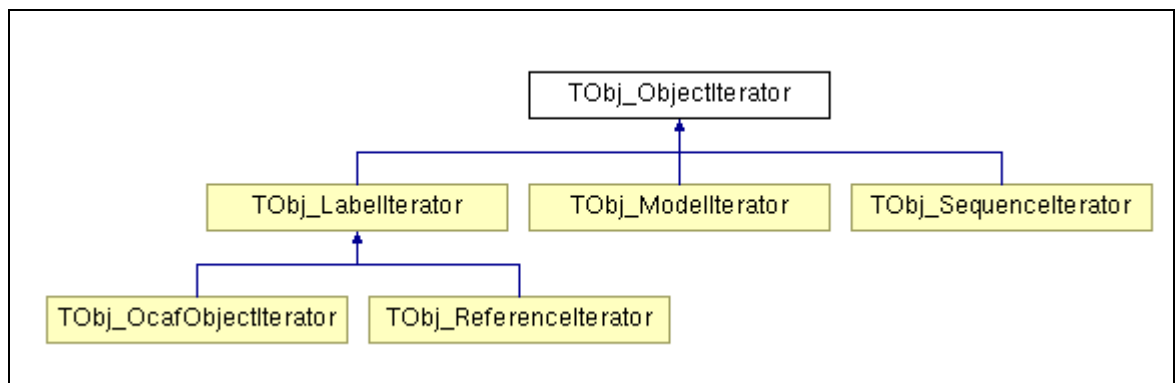 TObj_ObjectIterator
TObj_LabelIterator
TObj_ModelIterator
TObj_SequenceIterator
TObj_OcafObjectIterator
TObj_ReferenceIterator